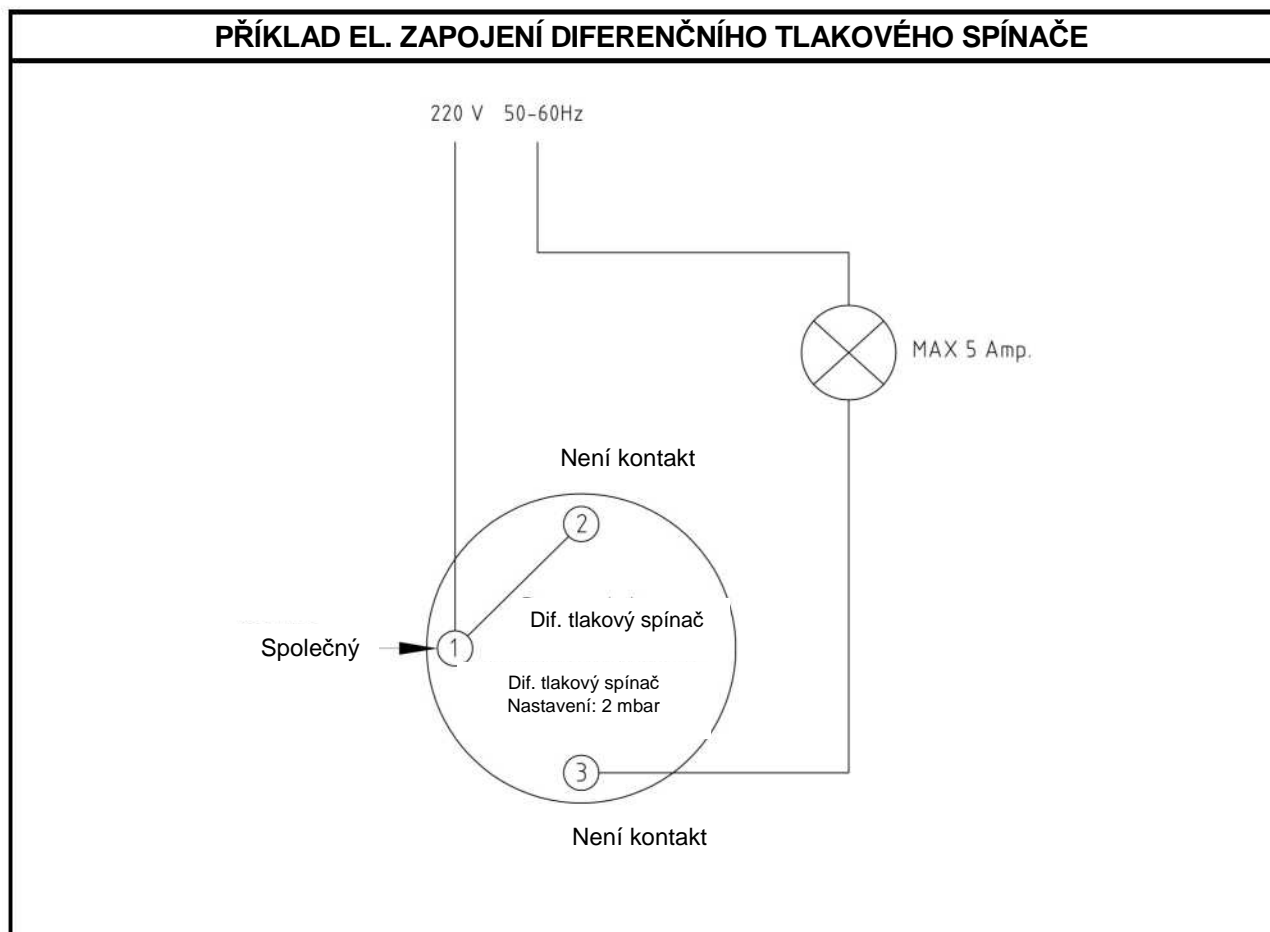 PŘÍKLAD EL. ZAPOJENÍ DIFERENČNÍHO TLAKOVÉHO SPÍNAČE
220 V 50-60Hz
MAX 5 Amp.
Není kontakt
2
Dif. tlakový spínač
Společný
1
Dif. tlakový spínač
Nastavení: 2 mbar
3
Není kontakt